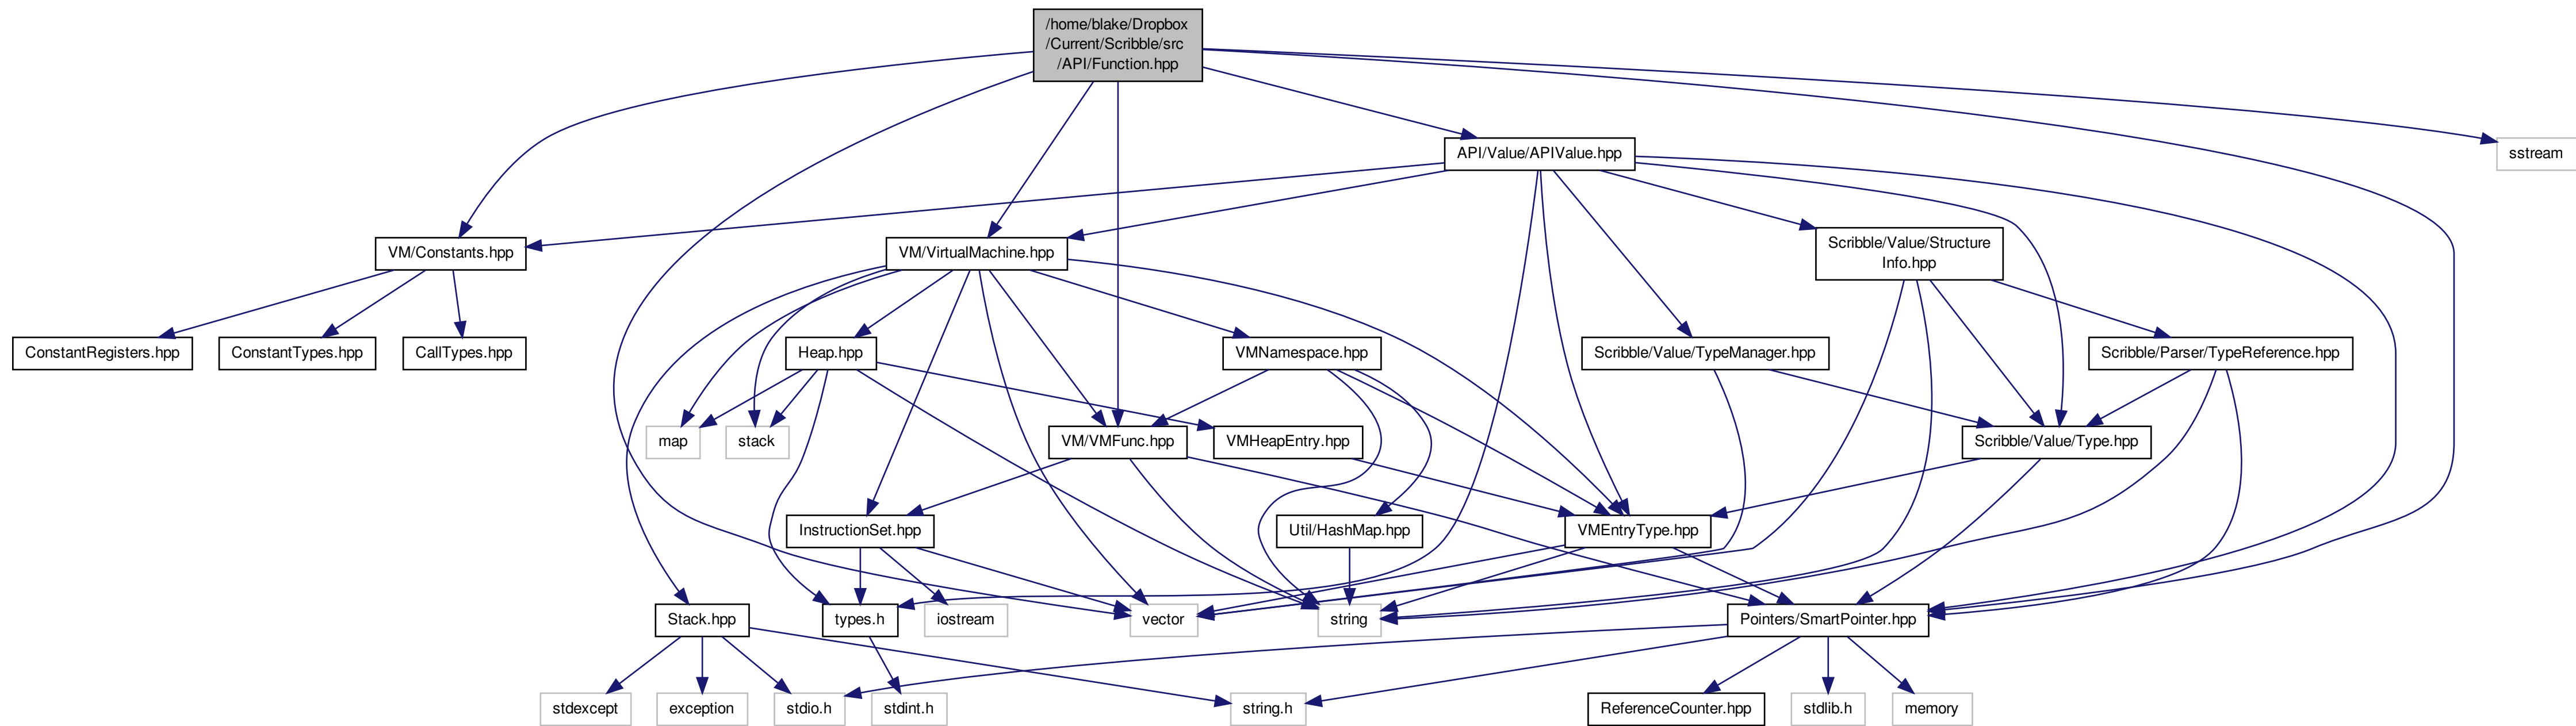 /home/blake/Dropbox
/Current/Scribble/src
/API/Function.hpp
API/Value/APIValue.hpp
sstream
VM/Constants.hpp
VM/VirtualMachine.hpp
Scribble/Value/Structure
Info.hpp
ConstantRegisters.hpp
ConstantTypes.hpp
CallTypes.hpp
Heap.hpp
VMNamespace.hpp
Scribble/Value/TypeManager.hpp
Scribble/Parser/TypeReference.hpp
map
stack
VM/VMFunc.hpp
VMHeapEntry.hpp
Scribble/Value/Type.hpp
InstructionSet.hpp
Util/HashMap.hpp
VMEntryType.hpp
Stack.hpp
types.h
iostream
vector
string
Pointers/SmartPointer.hpp
stdexcept
exception
stdio.h
stdint.h
string.h
ReferenceCounter.hpp
stdlib.h
memory